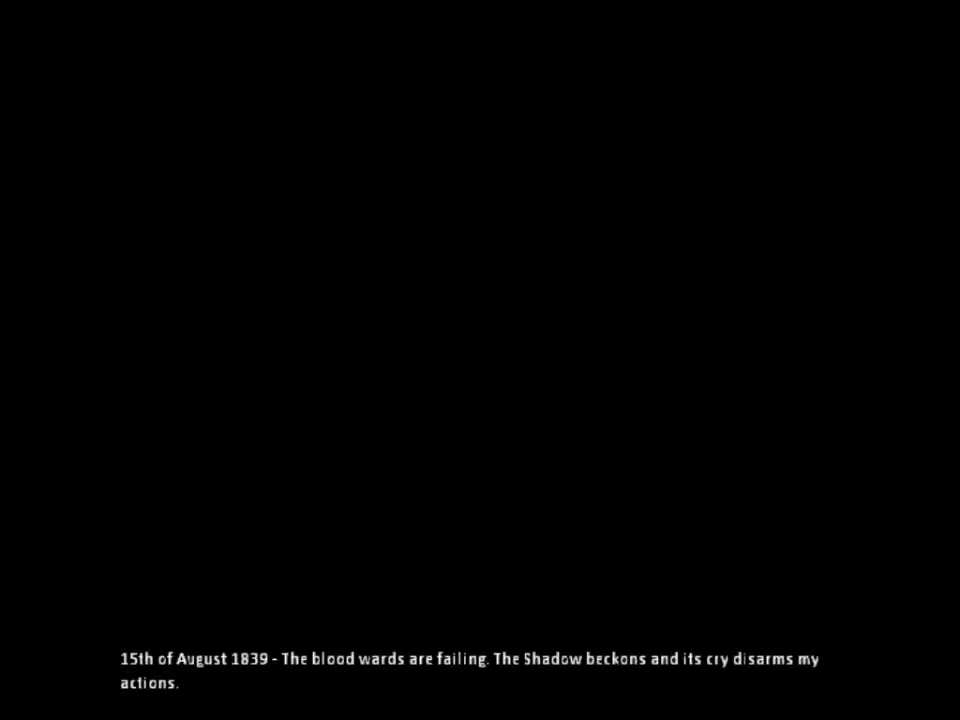 15th of August 1839 - The blood wards are failing. The Shadow beckons and its cry disarms my
actions.